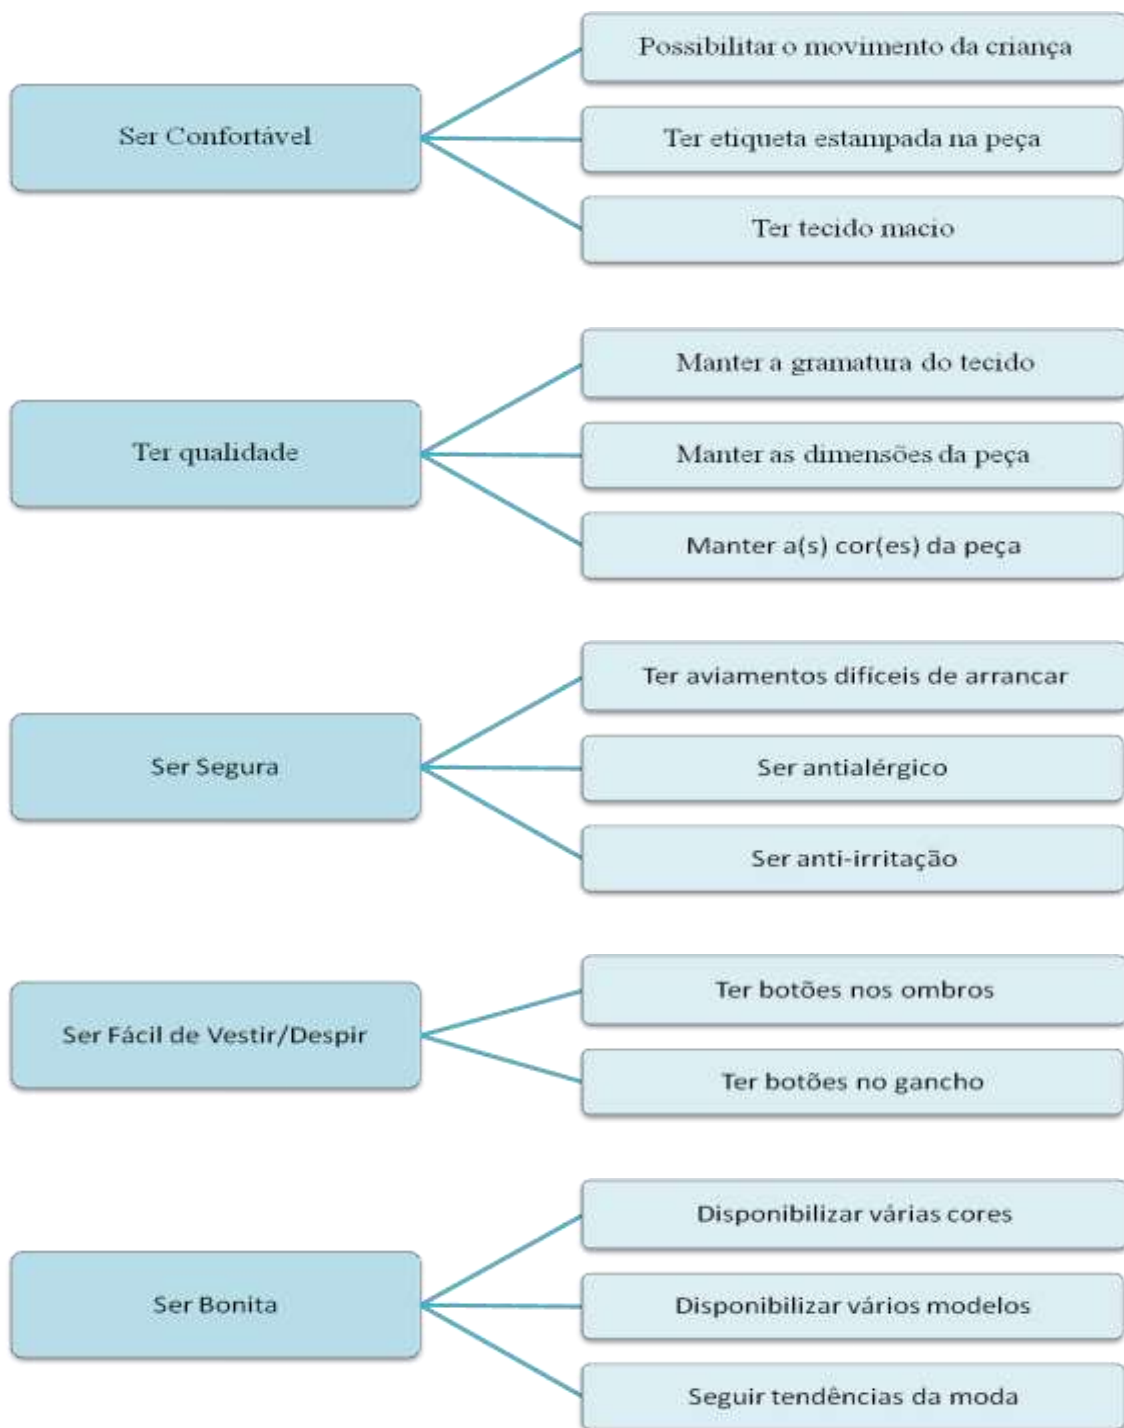 Ser Confortável
Possibilitar o movimento da criança
Ter etiqueta estampada na peça
Ter tecido macio
Ter qualidade
Manter a gramatura do tecido
Manter as dimensões da peça
Manter a(s) cor(es) da peça
Ser Segura
Ter aviamentos difíceis de arrancar
Ser antialérgico
Ser anti-irritação
Ser Fácil de Vestir/Despir
Ter botões nos ombros
Ter botões no gancho
Ser Bonita
Disponibilizar várias cores
Disponibilizar vários modelos
Seguir tendências da moda